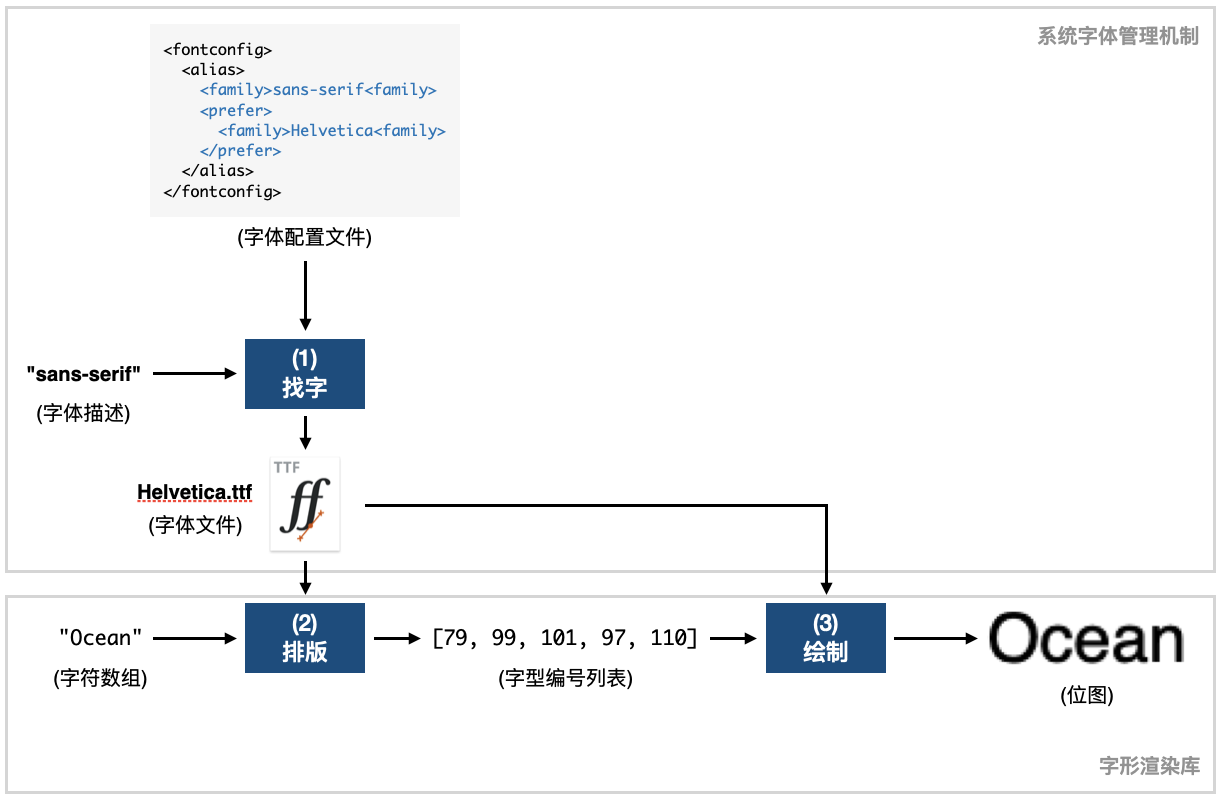 系统字体管理机制
<fontconfig>
  <alias>
    <family>sans-serif<family>
    <prefer>
      <family>Helvetica<family>
    </prefer>
  </alias>
</fontconfig>
(字体配置文件)
(1)
找字
"sans-serif"
(字体描述)
TTF
ff
Helvetica.ttf
(字体文件)
"Ocean"
(字符数组)
(2)
排版
[79, 99, 101, 97, 110]
(字型编号列表)
(3)
绘制
Ocean
(位图)
字形渲染库